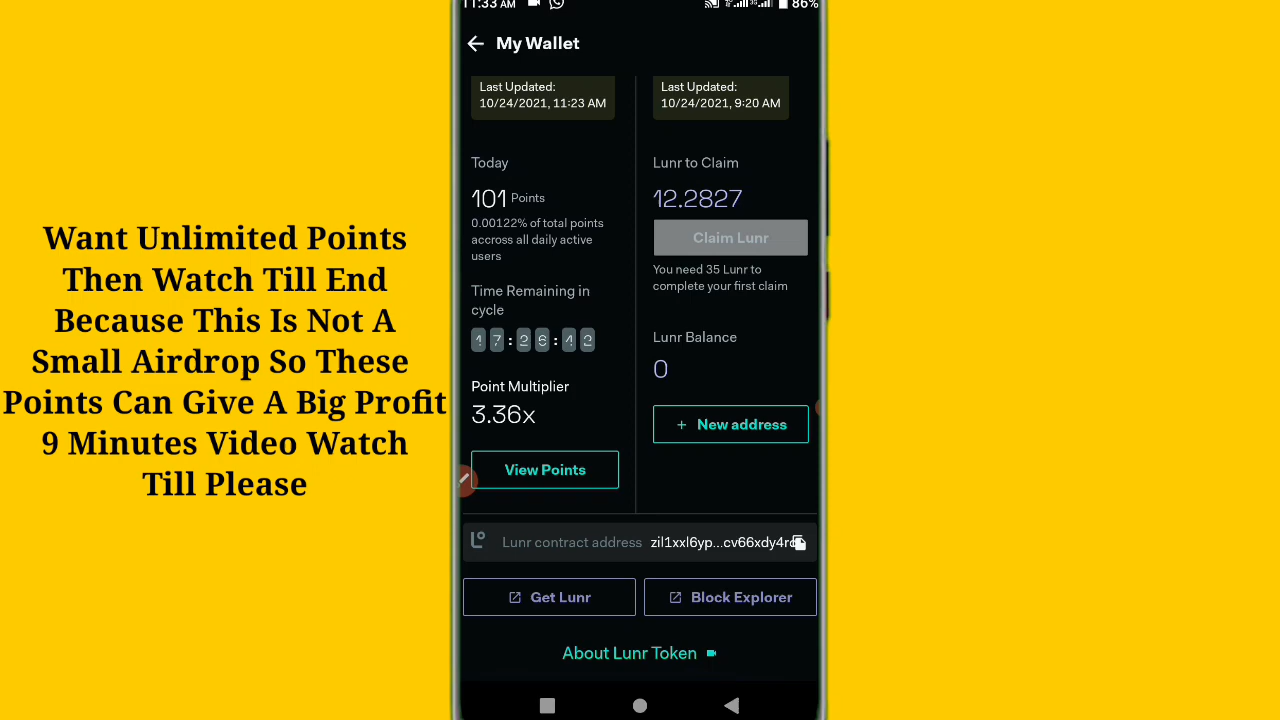 Want Unlimited Points
Then Watch Till End
Because This Is Not A
Small Airdrop So These
Points Can Give A Big Profit
9 Minutes Video Watch
Till Please
11:33 AM
86%
My Wallet
Last Updated:
10/24/2021, 11:23 AM
Today
101 Points
0.00122% of total points
accross all daily active
users
Time Remaining in
cycle
17:26:42
Point Multiplier
3.36x
View Points
Last Updated:
10/24/2021, 9:20 AM
Lunr to Claim
12.2827
Claim Lunr
You need 35 Lunr to
complete your first claim
Lunr Balance
0
+ New address
Lunr contract address zil1xxl6yp...cv66xdy4rd
Get Lunr
Block Explorer
About Lunr Token